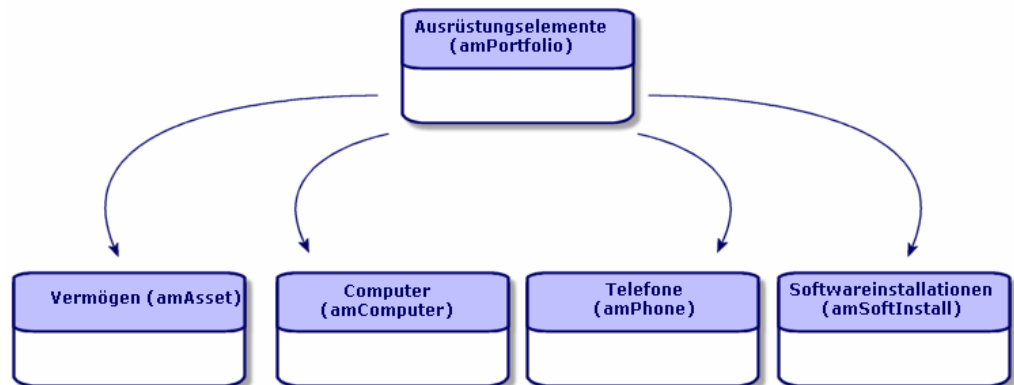 Ausrüstungselemente
(amPortfolio)
Vermögen (amAsset)
Computer
(amComputer)
Telefone
(amPhone)
Softwareinstallationen
(amSoftInstall)